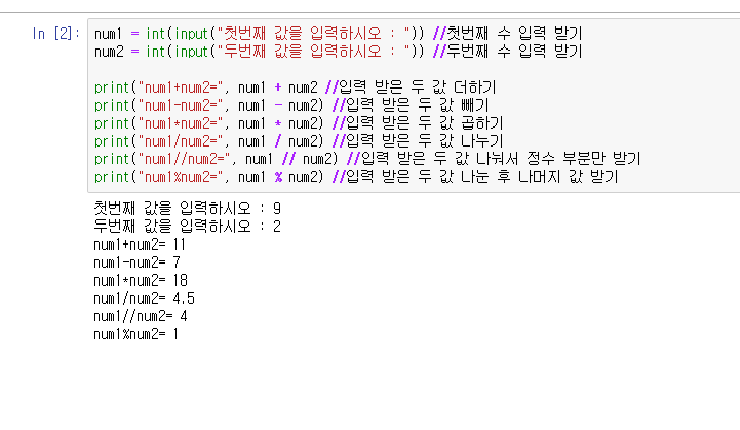 In [2]: num1 = int(input("첫번째 값을 입력하시오 : ")) //첫번째 수 입력 받기
num2 = int(input("두번째 값을 입력하시오 : ")) //두번째 수 입력 받기
print("num1+num2=", num1 + num2 //입력 받은 두 값 더하기
print("num1-num2=", num1 - num2) //입력 받은 두 값 빼기
print("num1*num2=", num1 * num2) //입력 받은 두 값 곱하기
print("num1/num2=", num1 / num2) //입력 받은 두 값 나누기
print("num1//num2=", num1 // num2) //입력 받은 두 값 나눠서 정수 부분만 받기
print("num1%num2=", num1 % num2) //입력 받은 두 값 나눈 후 나머지 값 받기
첫번째 값을 입력하시오 : 9
두번째 값을 입력하시오 : 2
num1+num2= 11
num1-num2= 7
num1*num2= 18
num1/num2= 4.5
num1//num2= 4
num1%num2= 1